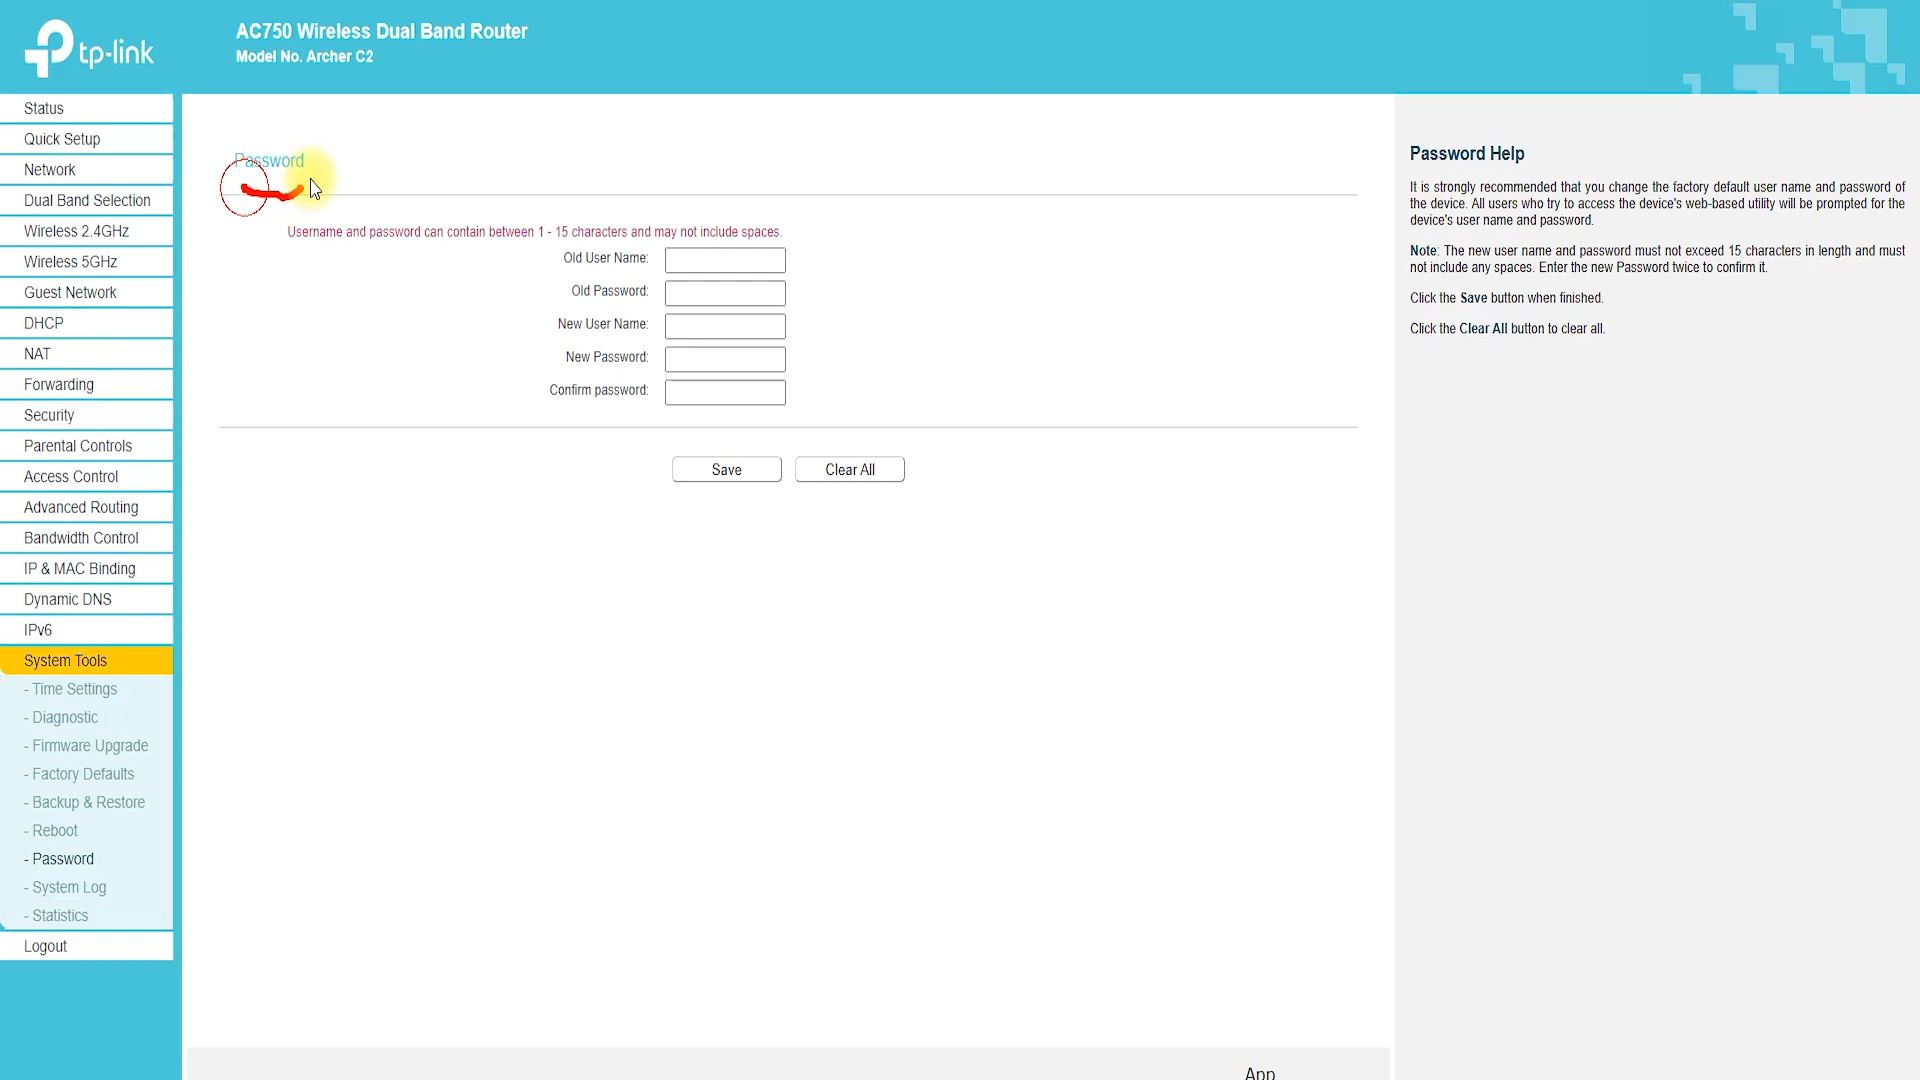 tp-link
AC750 Wireless Dual Band Router
Model No. Archer C2
Status
Quick Setup
Network
Dual Band Selection
Wireless 2.4GHz
Wireless 5GHz
Guest Network
DHCP
NAT
Forwarding
Security
Parental Controls
Access Control
Advanced Routing
Bandwidth Control
IP & MAC Binding
Dynamic DNS
IPv6
System Tools
- Time Settings
- Diagnostic
- Firmware Upgrade
- Factory Defaults
- Backup & Restore
- Reboot
- Password
- System Log
- Statistics
Logout
Password
Username and password can contain between 1 - 15 characters and may not include spaces.
Old User Name:
Old Password:
New User Name:
New Password:
Confirm password:
Save
Clear All
App
Password Help
It is strongly recommended that you change the factory default user name and password of
the device. All users who try to access the device's web-based utility will be prompted for the
device's user name and password.
Note: The new user name and password must not exceed 15 characters in length and must
not include any spaces. Enter the new Password twice to confirm it.
Click the Save button when finished.
Click the Clear All button to clear all.